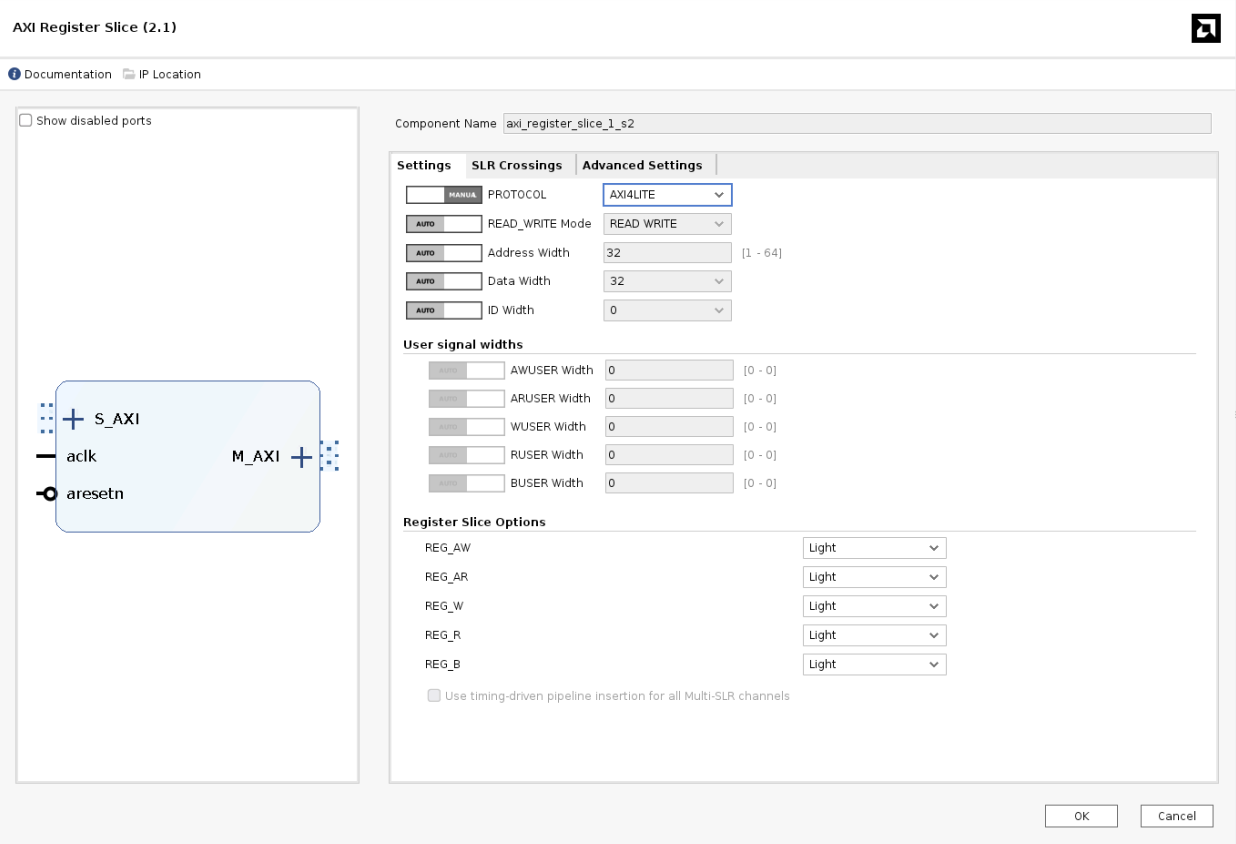 AXI Register Slice (2.1)
Documentation IP Location
Show disabled ports
S_AXI
aclk
aresetn
M_AXI
Component Name axi_register_slice_1_s2
Settings SLR Crossings Advanced Settings
MANUAL PROTOCOL AXI4LITE
AUTO READ_WRITE Mode READ WRITE
AUTO Address Width 32 [1 - 64]
AUTO Data Width 32
AUTO ID Width 0
User signal widths
AUTO AWUSER Width 0 [0 - 0]
AUTO ARUSER Width 0 [0 - 0]
AUTO WUSER Width 0 [0 - 0]
AUTO RUSER Width 0 [0 - 0]
AUTO BUSER Width 0 [0 - 0]
Register Slice Options
REG_AW Light
REG_AR Light
REG_W Light
REG_R Light
REG_B Light
Use timing-driven pipeline insertion for all Multi-SLR channels
OK Cancel